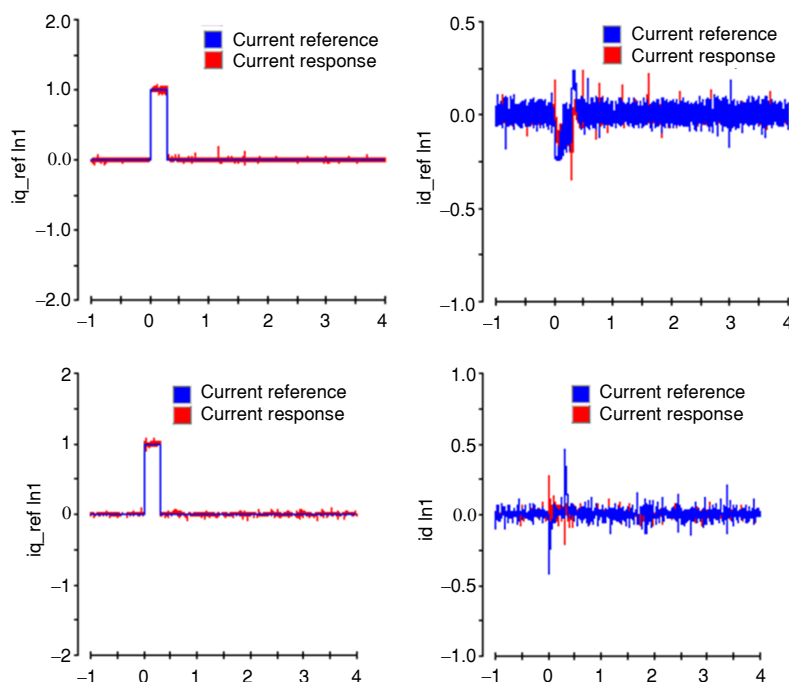 2.0
Current reference
Current response
1.0
0.0
−1.0
−2.0
iq_ref ln1
−1 0 1 2 3 4
0.5
Current reference
Current response
0.0
−0.5
−1.0
id_ref ln1
−1 0 1 2 3 4
2
Current reference
Current response
1
0
−1
−2
iq_ref ln1
−1 0 1 2 3 4
1.0
Current reference
Current response
0.5
0.0
−0.5
−1.0
id ln1
−1 0 1 2 3 4